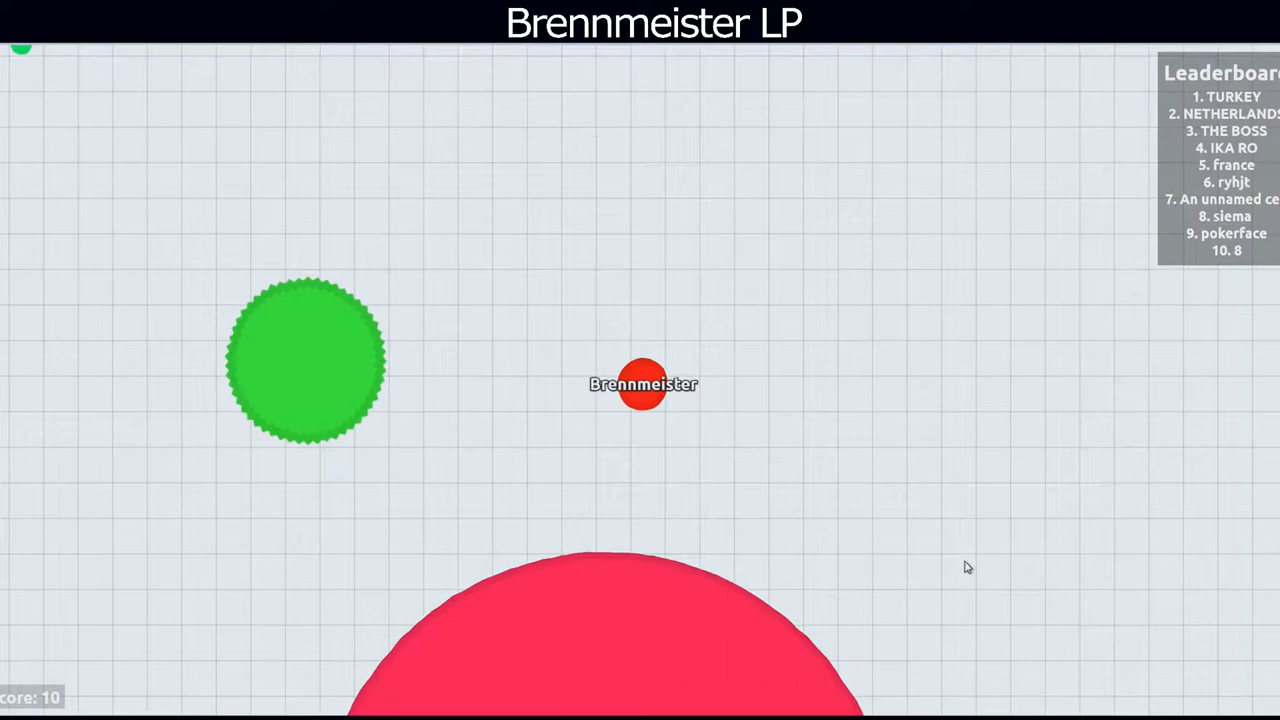 Brennmeister LP
Leaderboar
1. TURKEY
2. NETHERLANDS
3. THE BOSS
4. IKA RO
5. france
6. ryhjt
7. An unnamed ce
8. siema
9. pokerface
10. 8
Brennmeister
core: 10